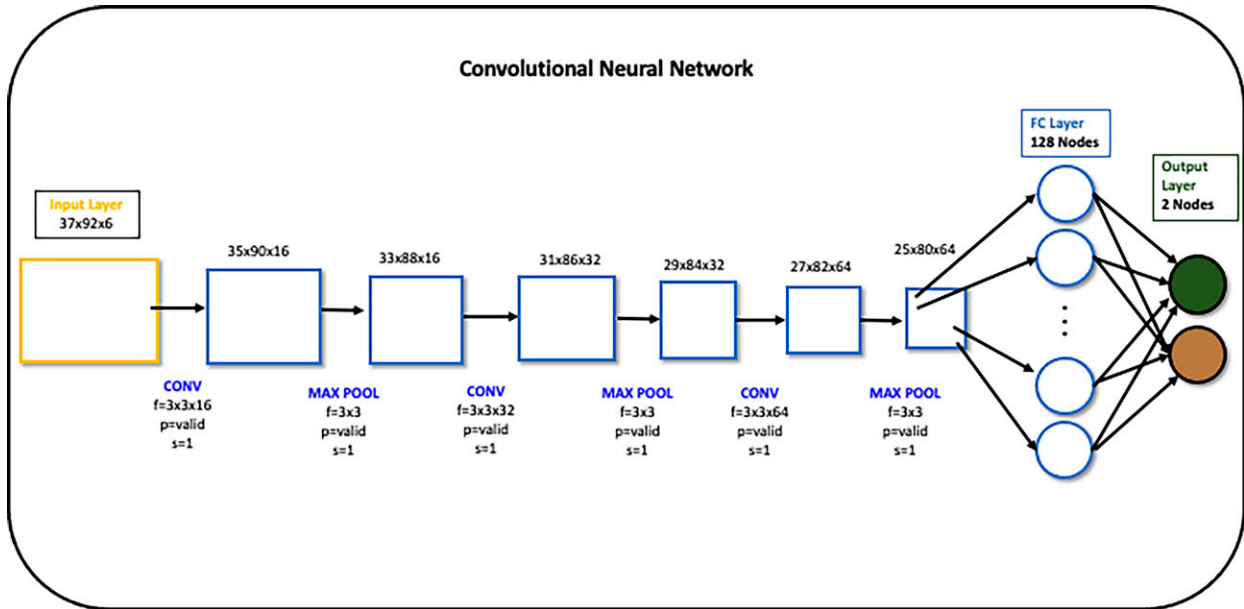 Convolutional Neural Network
Input Layer
37x92x6
35x90x16
33x88x16
31x86x32
29x84x32
27x82x64
25x80x64
FC Layer
128 Nodes
Output
Layer
2 Nodes
CONV
f=3x3x16
p=valid
s=1
MAX POOL
f=3x3
p=valid
s=1
CONV
f=3x3x32
p=valid
s=1
MAX POOL
f=3x3
p=valid
s=1
CONV
f=3x3x64
p=valid
s=1
MAX POOL
f=3x3
p=valid
s=1